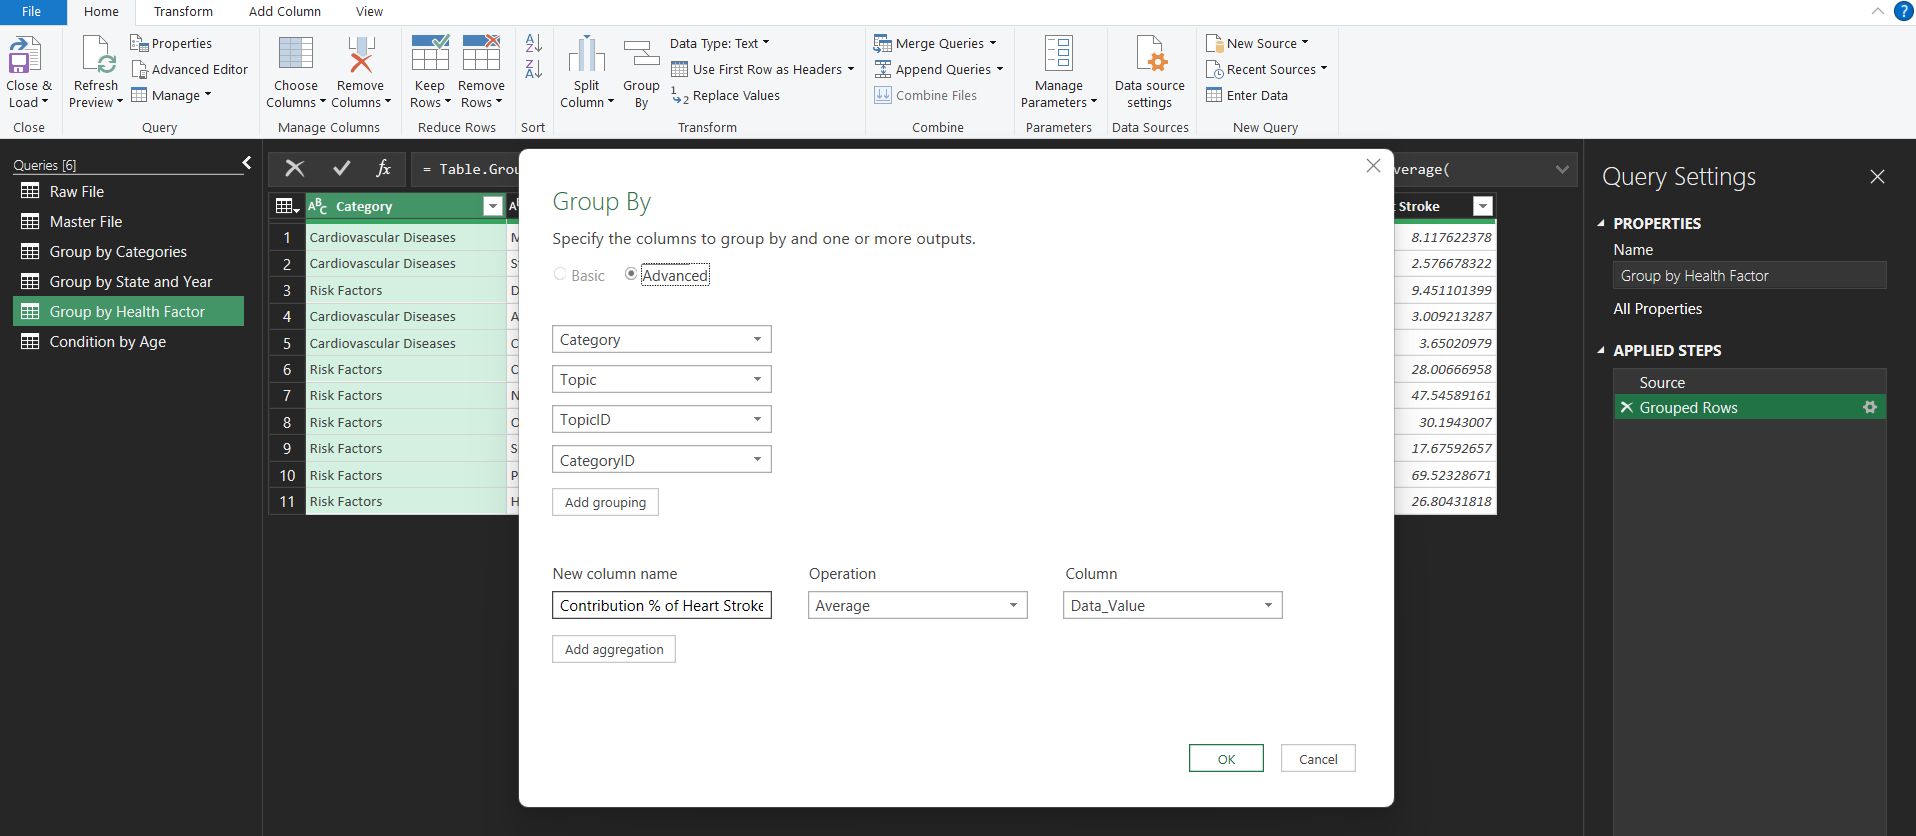 File Home Transform Add Column View ?
Close & Load
Close
Refresh Preview
Properties
Advanced Editor
Manage
Query
Choose Columns
Remove Columns
Manage Columns
Keep Rows
Remove Rows
Reduce Rows
A Z
Z A
Sort
Split Column
Group By
Data Type: Text
Use First Row as Headers
1 2 Replace Values
Transform
Merge Queries
Append Queries
Combine Files
Combine
Manage Parameters
Parameters
Data source settings
Data Sources
New Source
Recent Sources
Enter Data
New Query
Queries [6]
Raw File
Master File
Group by Categories
Group by State and Year
Group by Health Factor
Condition by Age
fx = Table.Grou
verage(
ABC Category
Stroke
1 Cardiovascular Diseases 8.117622378
2 Cardiovascular Diseases 2.576678322
3 Risk Factors D 9.451101399
4 Cardiovascular Diseases 3.009213287
5 Cardiovascular Diseases 3.65020979
6 Risk Factors 28.00666958
7 Risk Factors 47.54589161
8 Risk Factors 30.1943007
9 Risk Factors 17.67592657
10 Risk Factors 69.52328671
11 Risk Factors 26.80431818
Group By
Specify the columns to group by and one or more outputs.
Basic Advanced
Category
Topic
TopicID
CategoryID
Add grouping
New column name Operation Column
Contribution % of Heart Stroke Average Data_Value
Add aggregation
OK Cancel
Query Settings
PROPERTIES
Name
Group by Health Factor
All Properties
APPLIED STEPS
Source
Grouped Rows